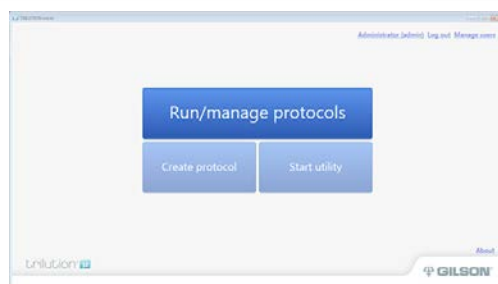 Administrator (admin) Log out Manage users
Run/manage protocols
Create protocol Start utility
About
trilution
GILSON